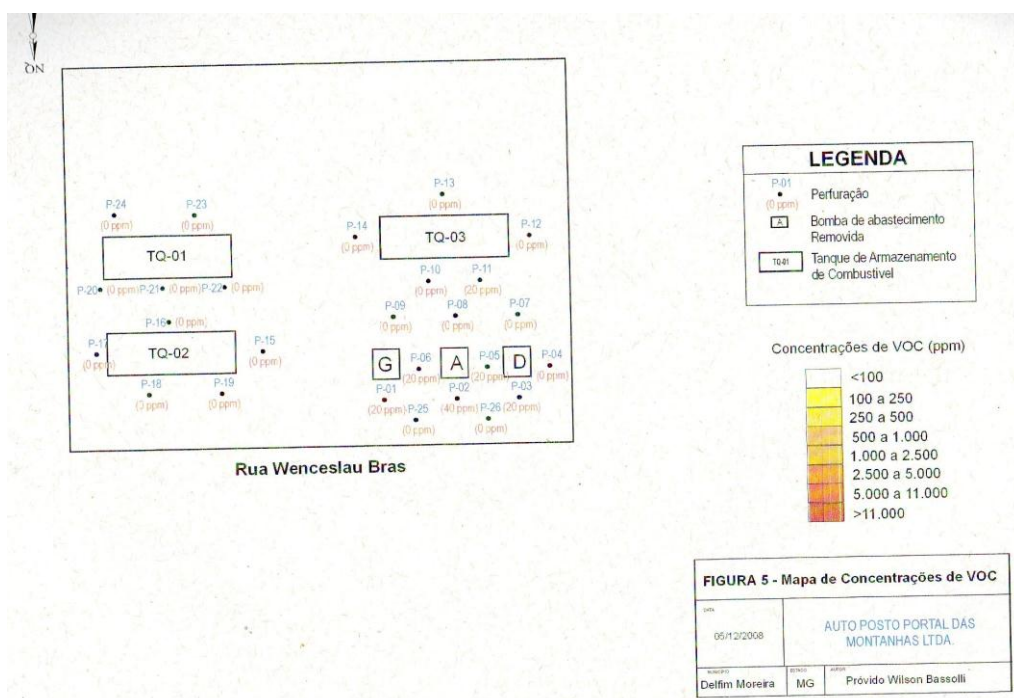 QN
P-24
(0 ppm)
P-23
(0 ppm)
TQ-01
P-20 (0 ppm) P-21 (0 ppm) P-22 (0 ppm)
P-16 (0 ppm)
P-17
(0 ppm)
TQ-02
P-15
(0 ppm)
P-18
(0 ppm)
P-19
(0 ppm)
P-13
(0 ppm)
P-14
(0 ppm)
TQ-03
P-12
(0 ppm)
P-10
(0 ppm)
P-11
(20 ppm)
P-09
(0 ppm)
P-08
(0 ppm)
P-07
(0 ppm)
G
P-06
(20 ppm)
A
P-05
(20 ppm)
D
P-04
(0 ppm)
P-01
(20 ppm)
P-02
(40 ppm)
P-03
(20 ppm)
P-25
(0 ppm)
P-26
(0 ppm)
Rua Wenceslau Bras
LEGENDA
P-01
(0 ppm)
Perfuração
A
Bomba de abastecimento
Removida
TQ-01
Tanque de Armazenamento
de Combustivel
Concentrações de VOC (ppm)
<100
100 a 250
250 a 500
500 a 1.000
1.000 a 2.500
2.500 a 5.000
5.000 a 11.000
>11.000
FIGURA 5 - Mapa de Concentrações de VOC
DATA
05/12/2008
AUTO POSTO PORTAL DAS
MONTANHAS LTDA.
MUNICÍPIO
Delfim Moreira
ESTADO
MG
Próvido Wilson Bassolli